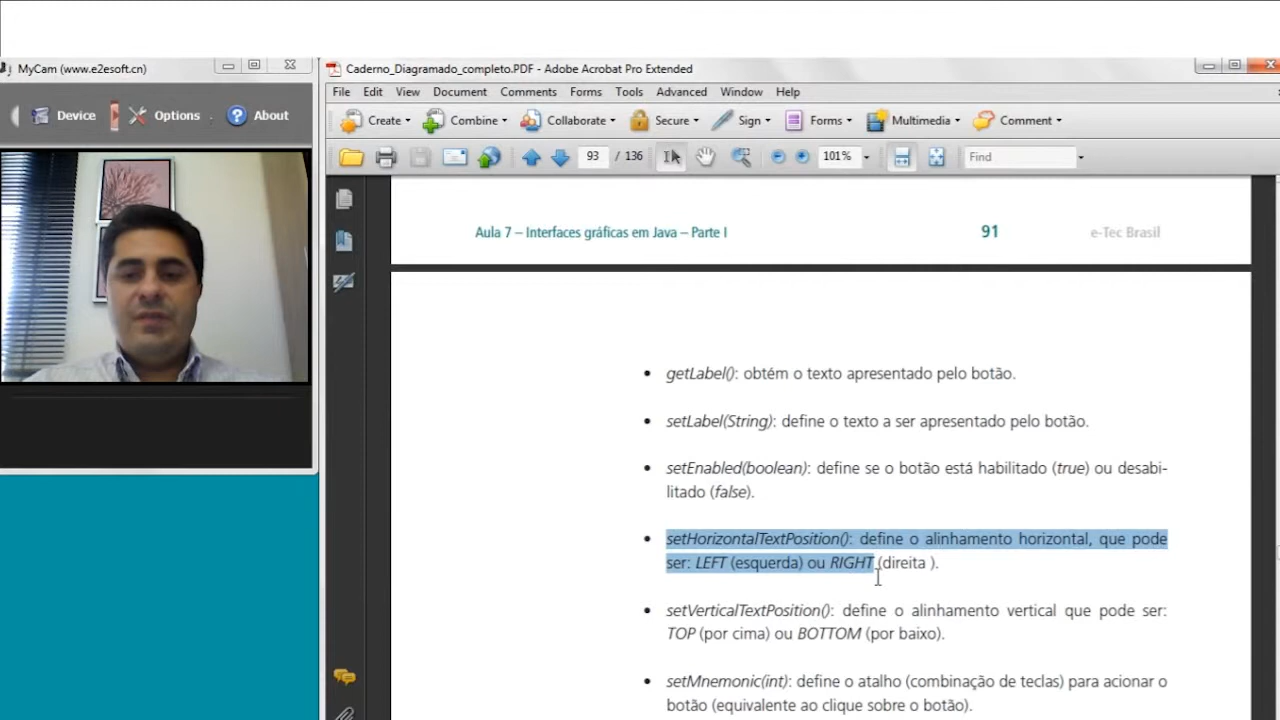 MyCam (www.e2esoft.cn)
Device Options About
Caderno_Diagramado_completo.PDF - Adobe Acrobat Pro Extended
File Edit View Document Comments Forms Tools Advanced Window Help
Create Combine Collaborate Secure Sign Forms Multimedia Comment
93 / 136 101% Find
Aula 7 – Interfaces gráficas em Java – Parte I 91 e-Tec Brasil
• getLabel(): obtém o texto apresentado pelo botão.
• setLabel(String): define o texto a ser apresentado pelo botão.
• setEnabled(boolean): define se o botão está habilitado (true) ou desabi-
litado (false).
• setHorizontalTextPosition(): define o alinhamento horizontal, que pode
ser: LEFT (esquerda) ou RIGHT (direita ).
• setVerticalTextPosition(): define o alinhamento vertical que pode ser:
TOP (por cima) ou BOTTOM (por baixo).
• setMnemonic(int): define o atalho (combinação de teclas) para acionar o
botão (equivalente ao clique sobre o botão).